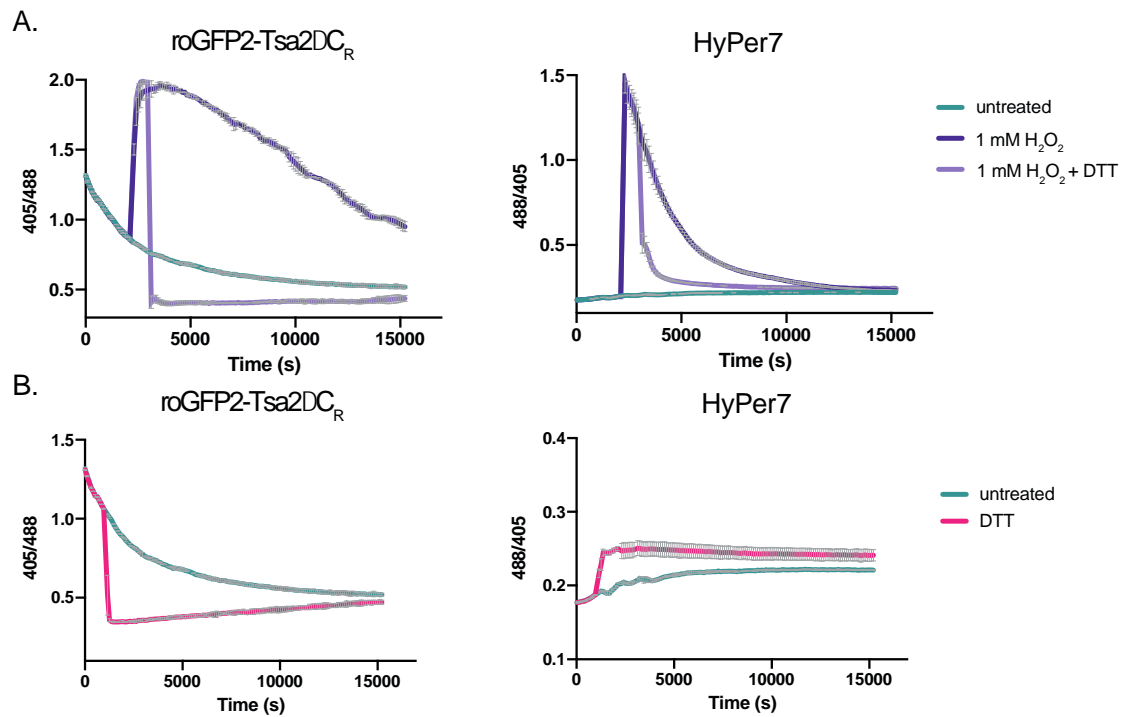 A.
roGFP2-Tsa2DC_R
HyPer7
2.0
1.5
1.0
0.5
405/488
0
5000
10000
15000
Time (s)
1.5
1.0
0.5
488/405
0
5000
10000
15000
Time (s)
untreated
1 mM H₂O₂
1 mM H₂O₂ + DTT
B.
roGFP2-Tsa2DC_R
HyPer7
1.5
1.0
0.5
405/488
0
5000
10000
15000
Time (s)
0.4
0.3
0.2
0.1
488/405
0
5000
10000
15000
Time (s)
untreated
DTT